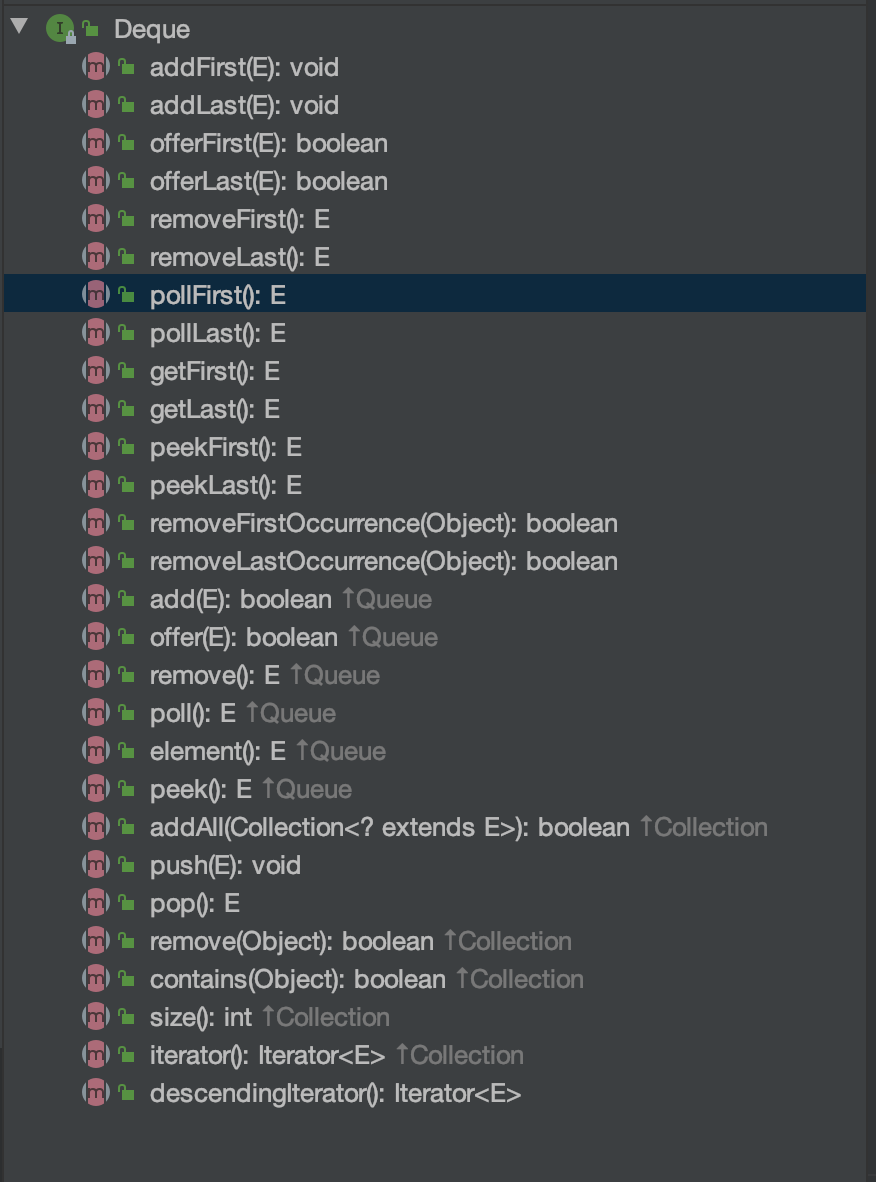 Deque
addFirst(E): void
addLast(E): void
offerFirst(E): boolean
offerLast(E): boolean
removeFirst(): E
removeLast(): E
pollFirst(): E
pollLast(): E
getFirst(): E
getLast(): E
peekFirst(): E
peekLast(): E
removeFirstOccurrence(Object): boolean
removeLastOccurrence(Object): boolean
add(E): boolean ↑Queue
offer(E): boolean ↑Queue
remove(): E ↑Queue
poll(): E ↑Queue
element(): E ↑Queue
peek(): E ↑Queue
addAll(Collection<? extends E>): boolean ↑Collection
push(E): void
pop(): E
remove(Object): boolean ↑Collection
contains(Object): boolean ↑Collection
size(): int ↑Collection
iterator(): Iterator<E> ↑Collection
descendingIterator(): Iterator<E>